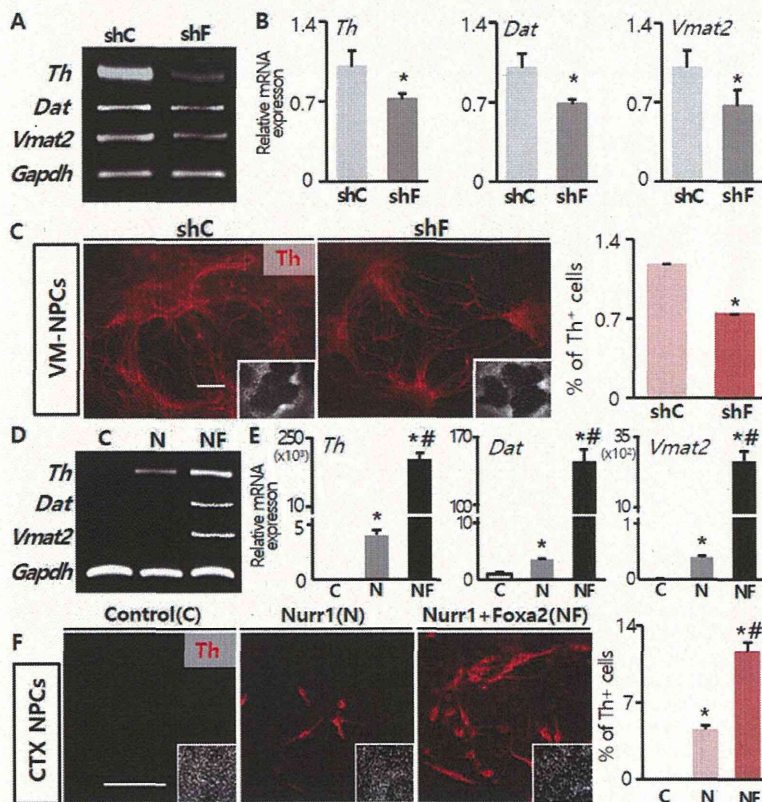 A
shC
shF
Th
Dat
Vmat2
Gapdh
B
Relative mRNA
expresson
1.4
0.7
0
Th
*
shC
shF
1.4
0.7
0
Dat
*
shC
shF
1.4
0.7
0
Vmat2
*
shC
shF
C
VM-NPCs
shC
Th
shF
% of Th+ cells
1.4
0.7
0
*
shC
shF
D
C
N
NF
Th
Dat
Vmat2
Gapdh
E
Relative mRNA
expresson
250
(x10³)
10
5
0
Th
*
*#
C
N
NF
170
100
10
0
Dat
*
*#
C
N
NF
35
(x10²)
10
1
0
Vmat2
*
*#
C
N
NF
F
CTX NPCs
Control(C)
Th
Nurr1(N)
Nurr1+Foxa2(NF)
% of Th+ cells
14
7
0
*
*#
C
N
NF